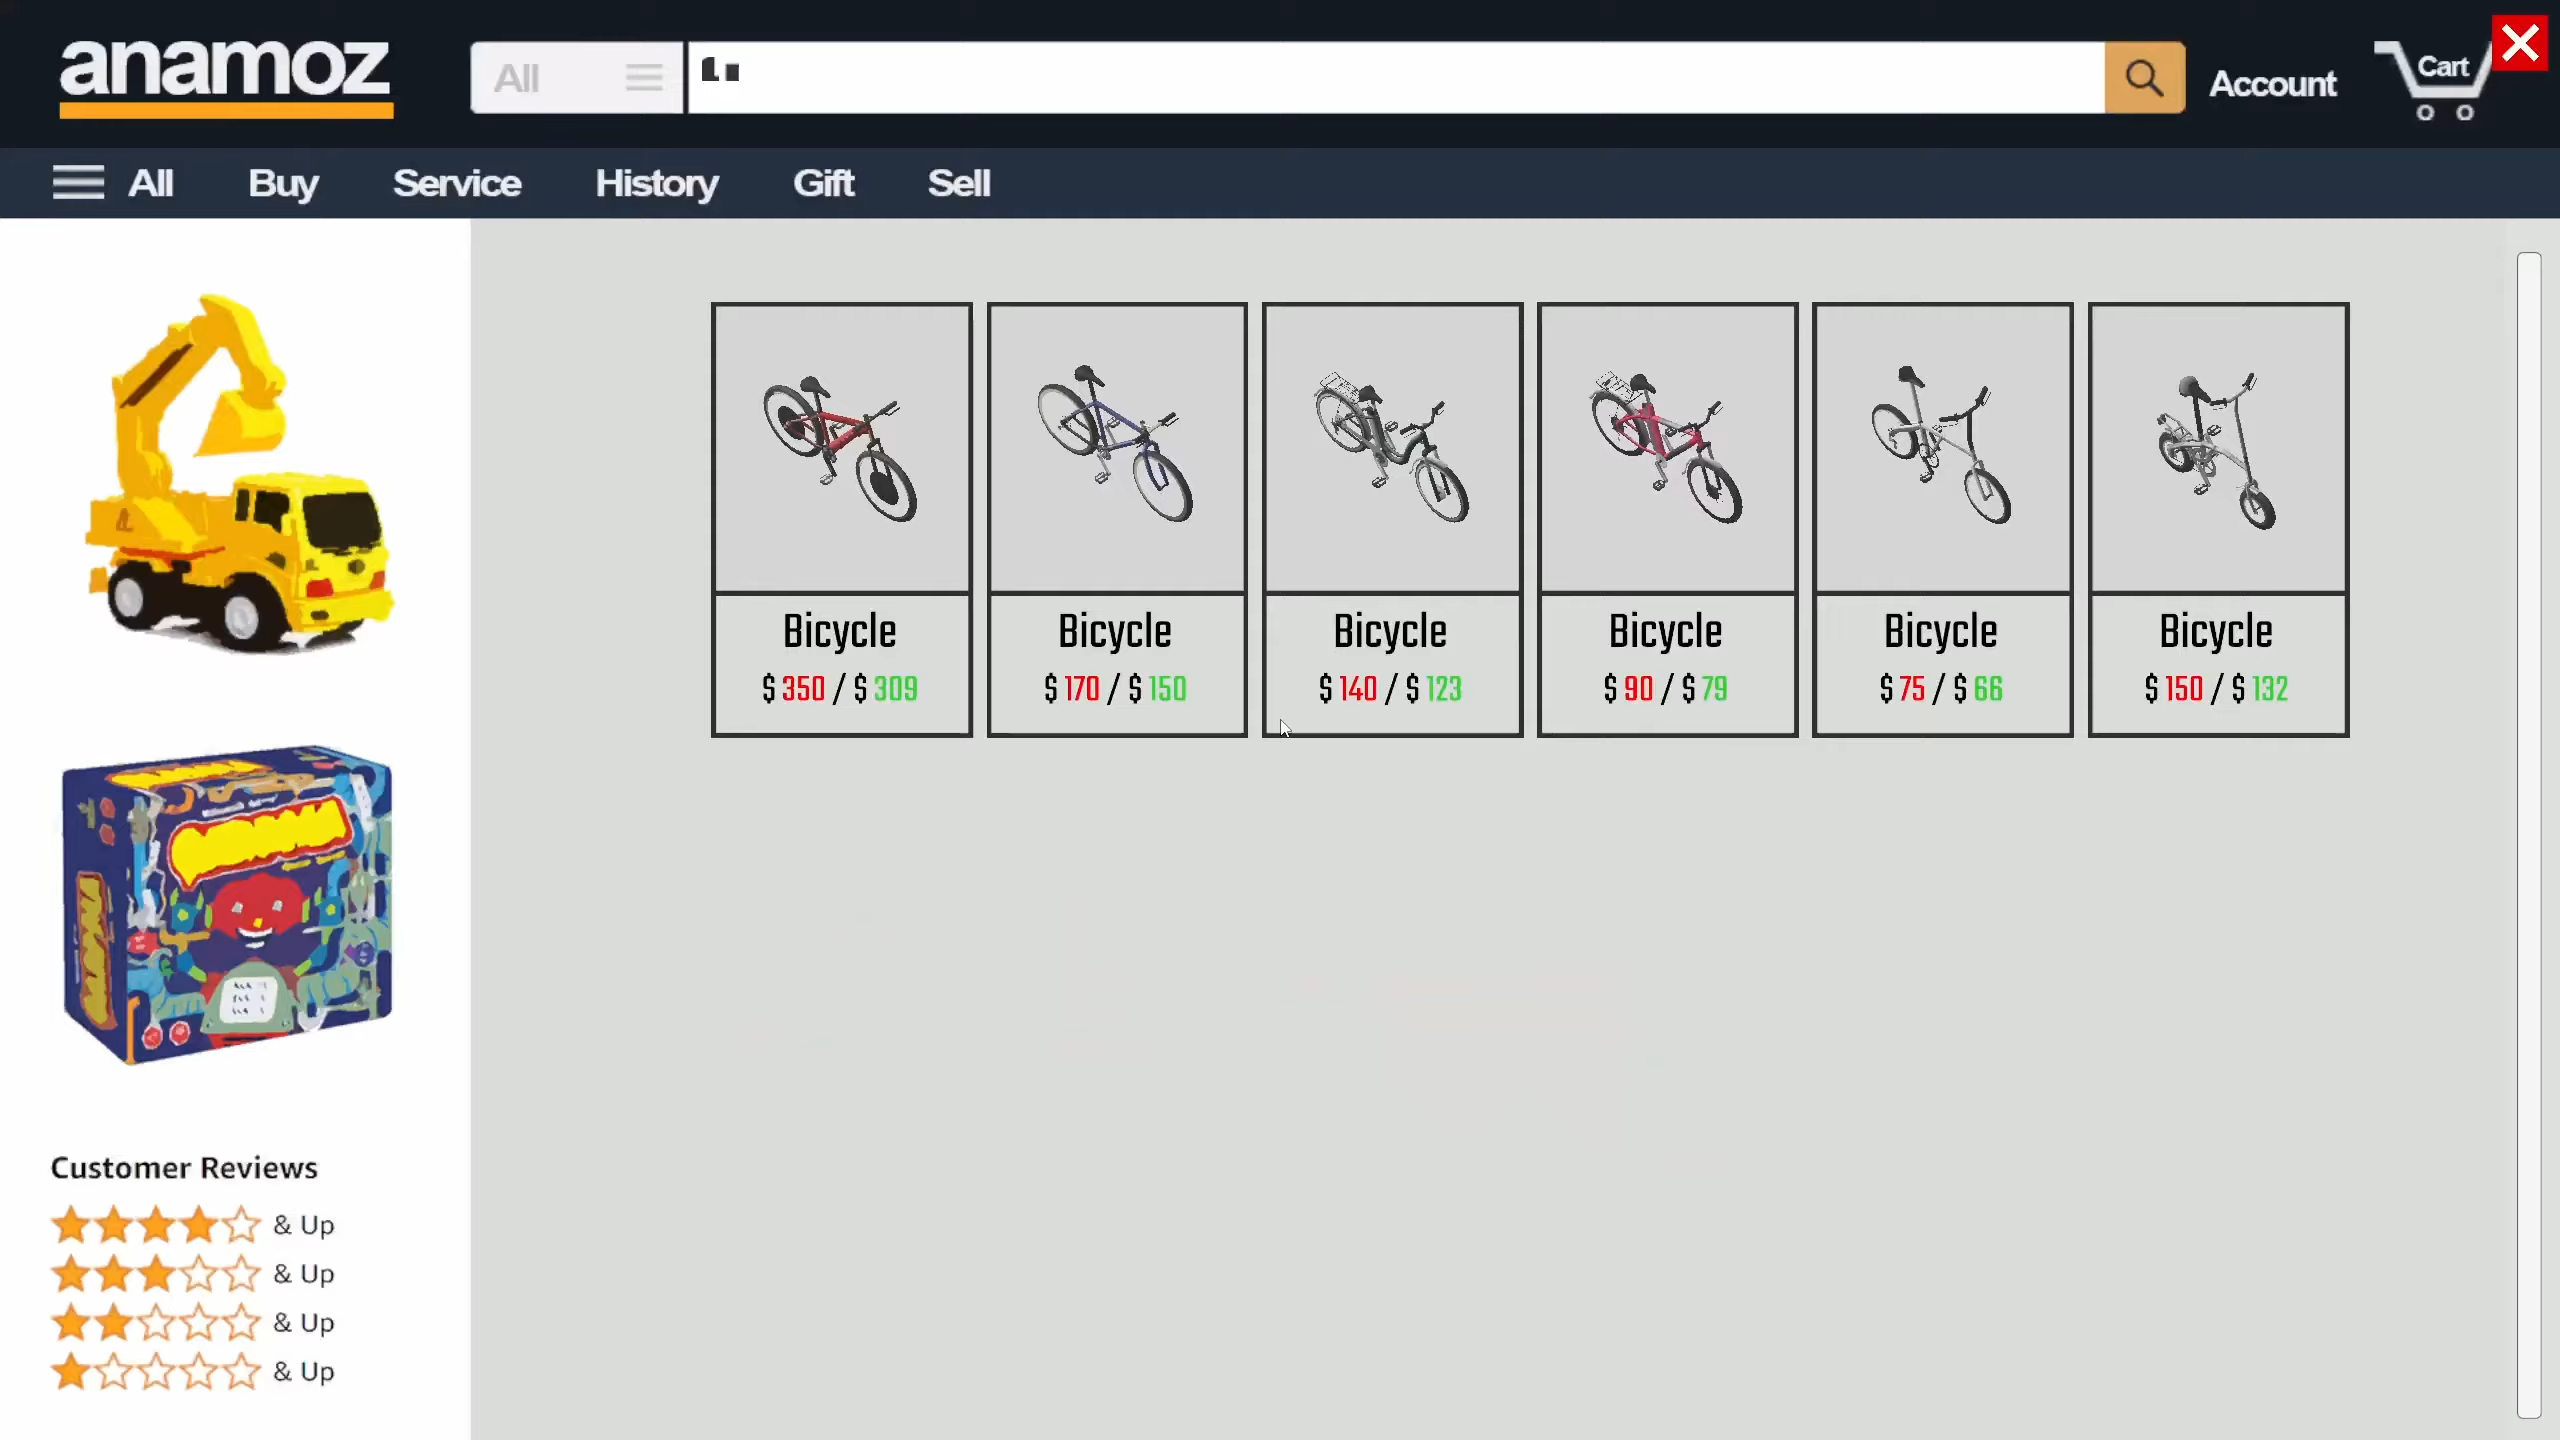 anamoz
All
Account
Cart
All Buy Service History Gift Sell
Bicycle
$ 350 / $ 309
Bicycle
$ 170 / $ 150
Bicycle
$ 140 / $ 123
Bicycle
$ 90 / $ 79
Bicycle
$ 75 / $ 66
Bicycle
$ 150 / $ 132
Customer Reviews
& Up
& Up
& Up
& Up